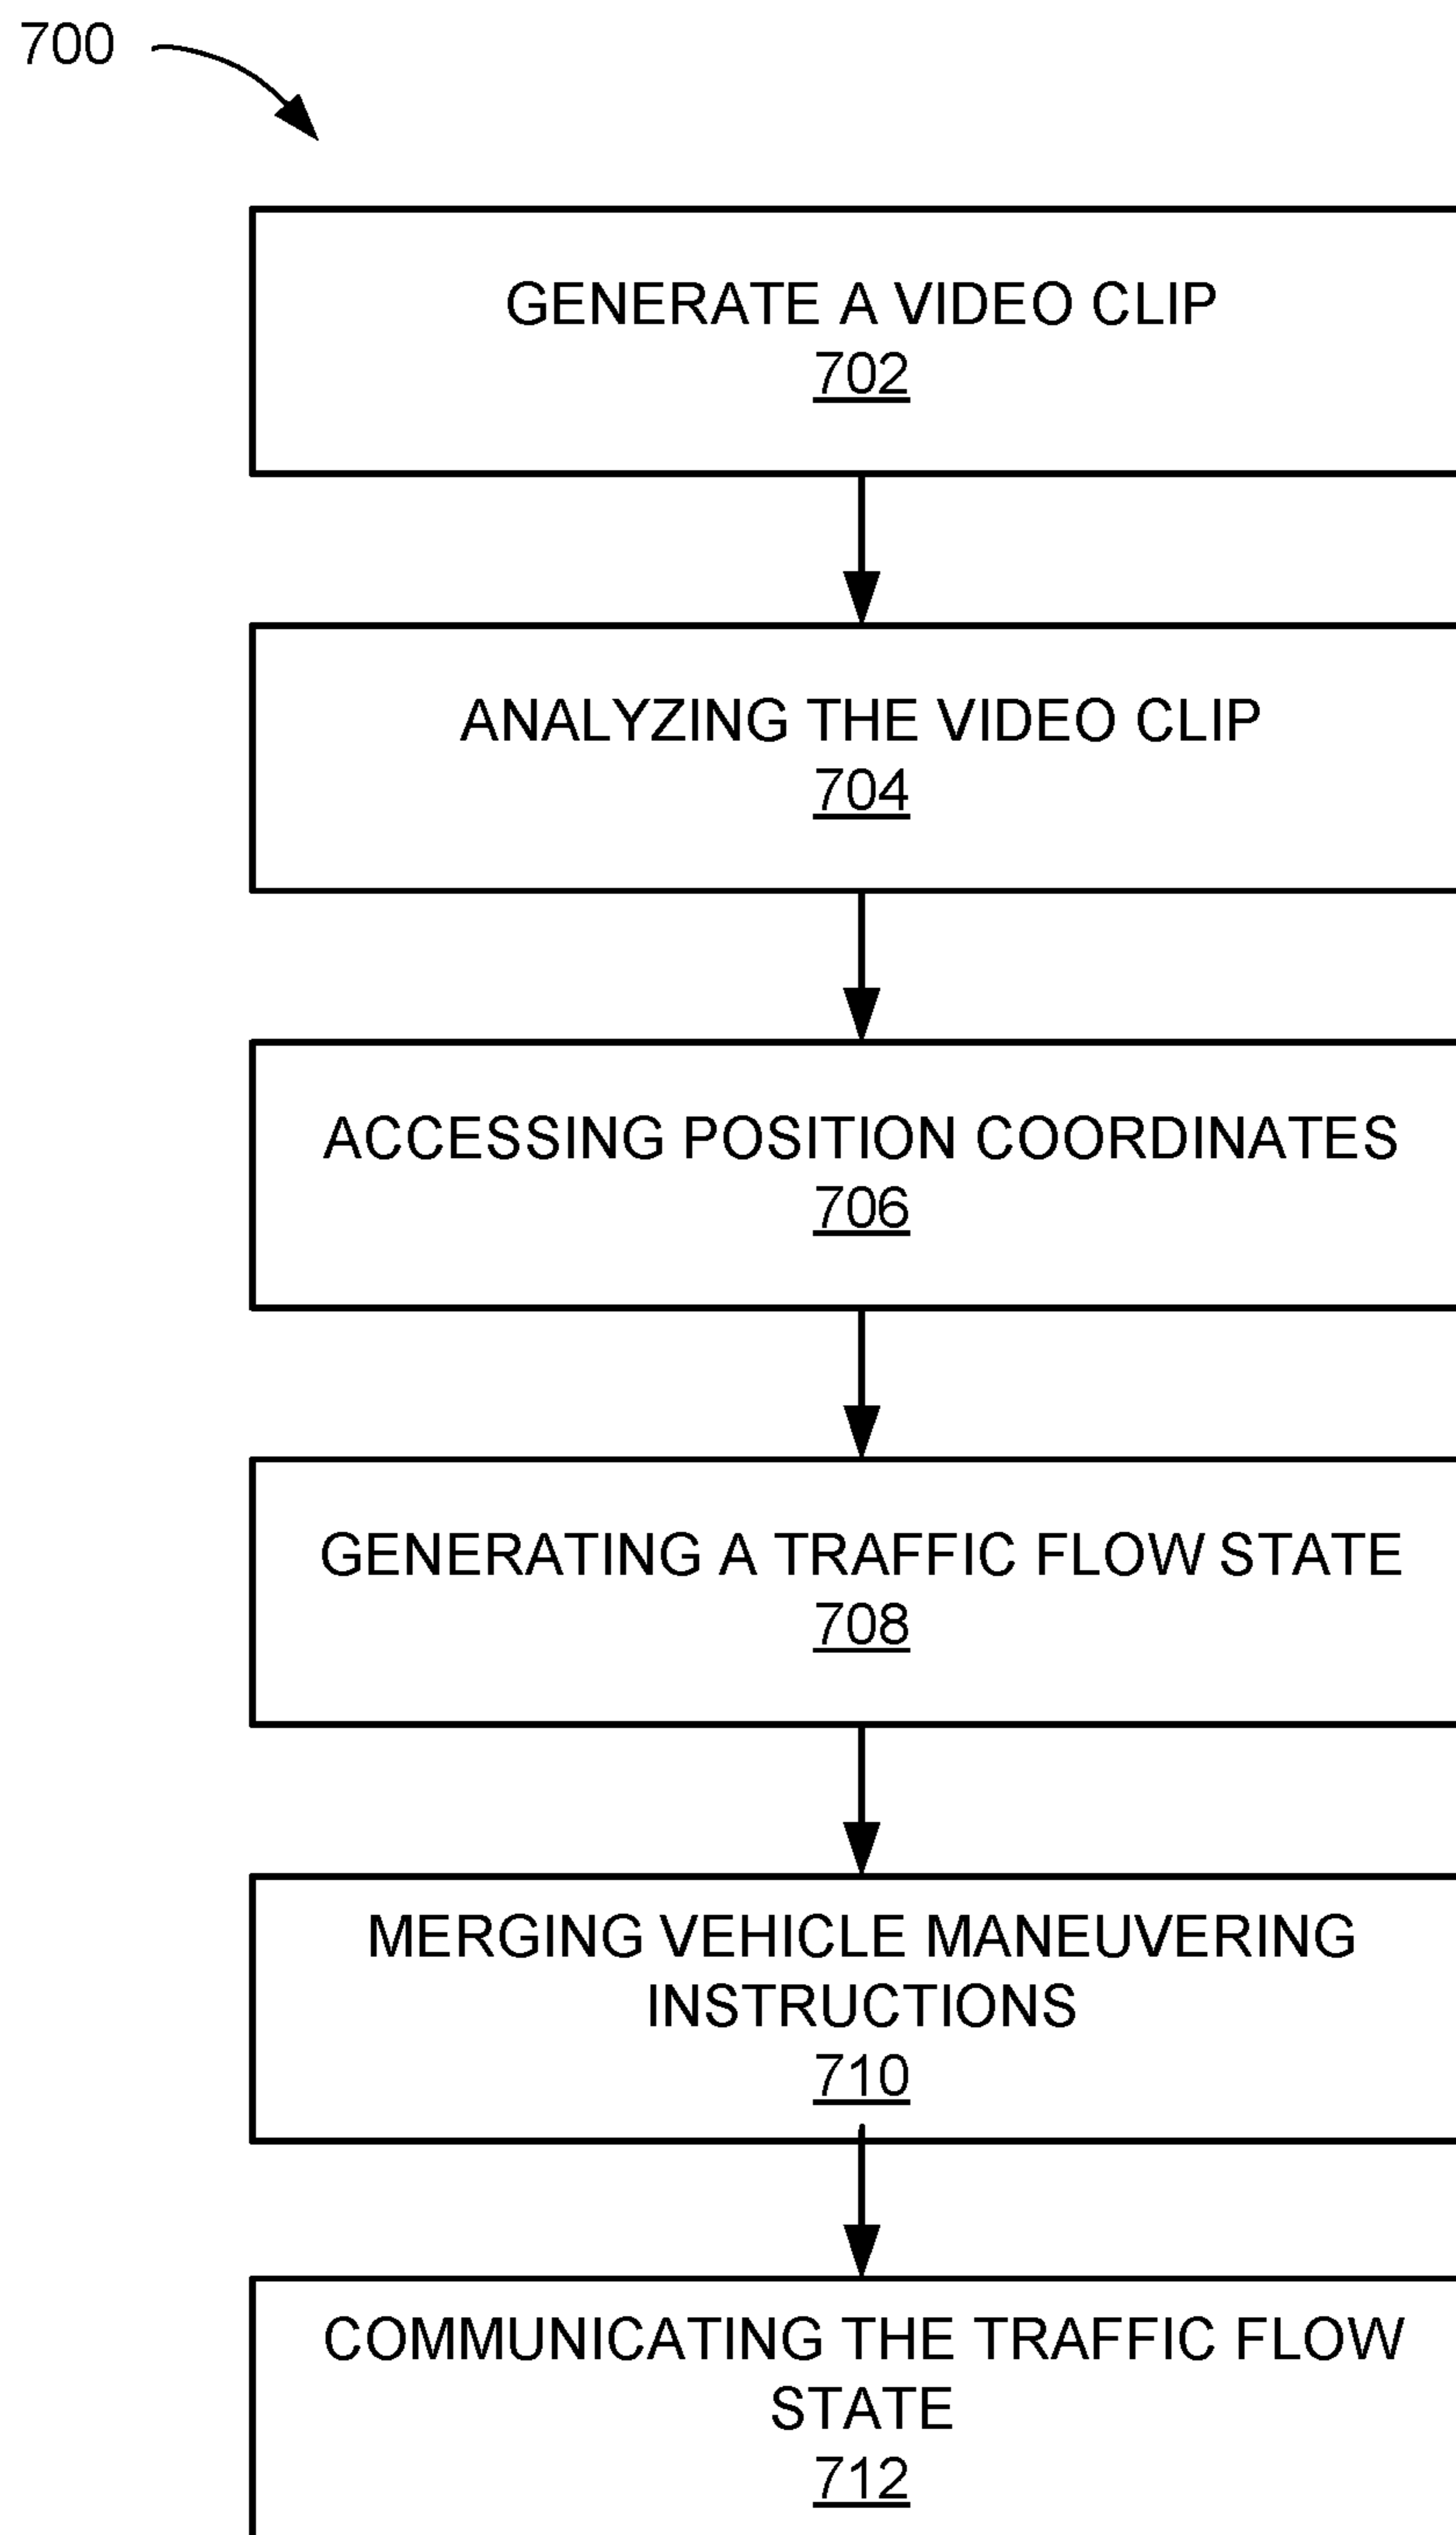 700
GENERATE A VIDEO CLIP
702
ANALYZING THE VIDEO CLIP
704
ACCESSING POSITION COORDINATES
706
GENERATING A TRAFFIC FLOW STATE
708
MERGING VEHICLE MANEUVERING
INSTRUCTIONS
710
COMMUNICATING THE TRAFFIC FLOW
STATE
712